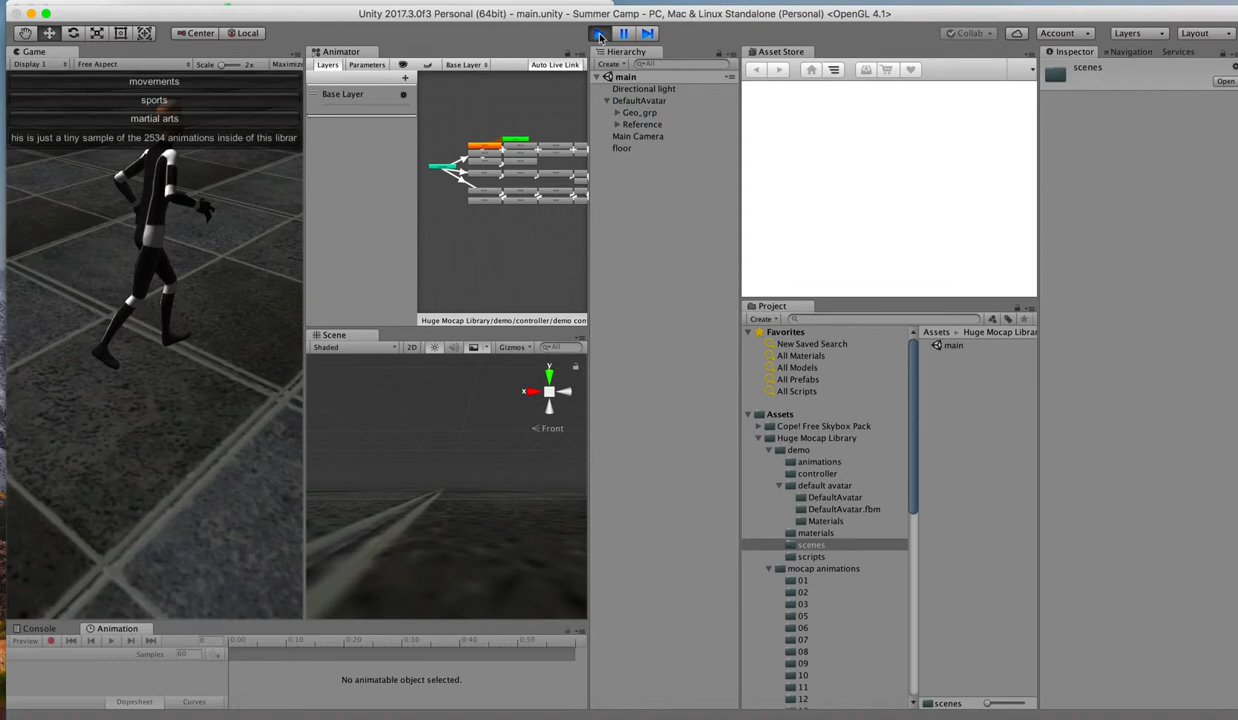 Unity 2017.3.0f3 Personal (64bit) - main.unity - Summer Camp - PC, Mac & Linux Standalone (Personal) <OpenGL 4.1>
Center Local Collab Account Layers Layout
Game
Display 1 Free Aspect Scale 2x Maximize
movements
sports
martial arts
his is just a tiny sample of the 2534 animations inside of this librar
Animator
Layers Parameters Base Layer Auto Live Link
Base Layer
Huge Mocap Library/demo/controller/demo con
Scene
Shaded 2D Gizmos All
y
x
Front
Console Animation
Preview 0 0:00 0:10 0:20 0:30 0:40 0:50
Samples 60
No animatable object selected.
Dopesheet Curves
Hierarchy
Create All
main
Directional light
DefaultAvatar
Geo_grp
Reference
Main Camera
floor
Asset Store
Project
Create
Favorites
New Saved Search
All Materials
All Models
All Prefabs
All Scripts
Assets
Cope! Free Skybox Pack
Huge Mocap Library
demo
animations
controller
default avatar
DefaultAvatar
DefaultAvatar.fbm
Materials
materials
scenes
scripts
mocap animations
01
02
03
05
06
07
08
09
10
11
12
Assets Huge Mocap Librar
main
scenes
Inspector Navigation Services
scenes
Open